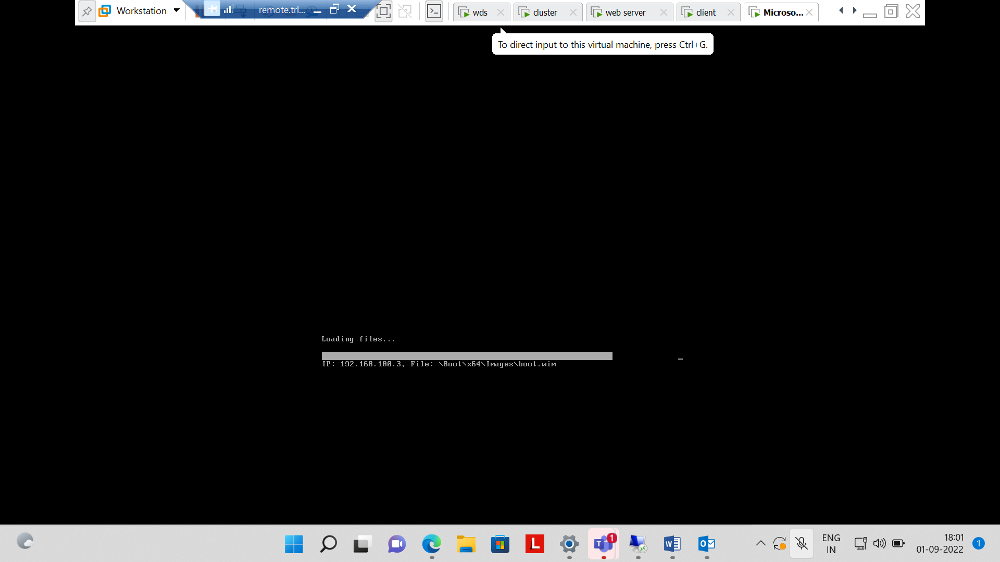 Workstation
remote.trl...
wds
cluster
web server
client
Microso...
To direct input to this virtual machine, press Ctrl+G.
Loading files...
IP: 192.168.100.3, File: \Boot\x64\Images\boot.wim
L
T
1
W
O
ENG
IN
18:01
01-09-2022
1